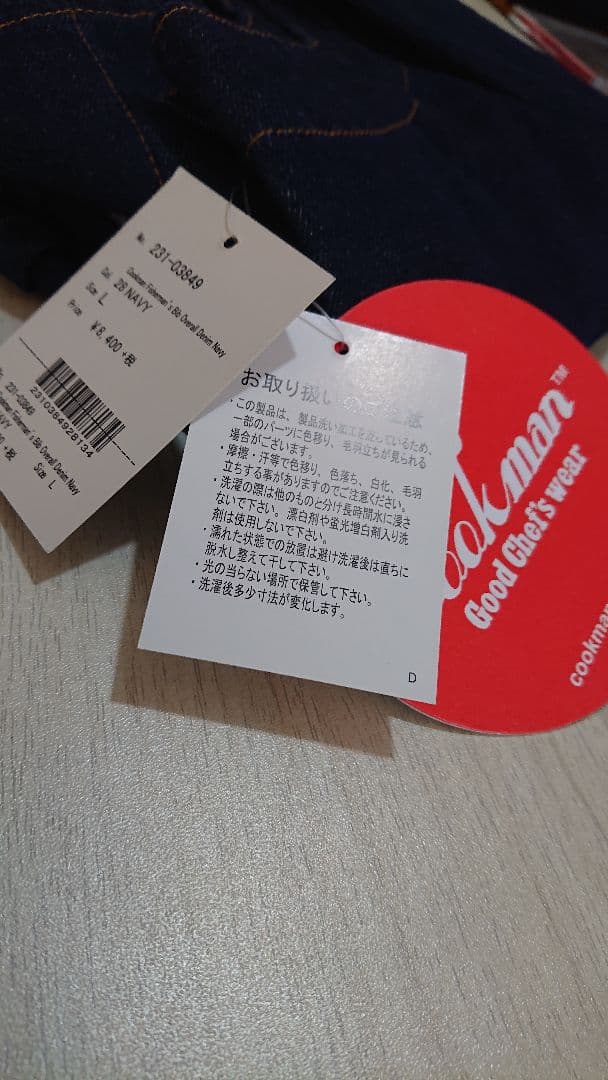 No. 231-03849
Cookman Fisherman's Bib Overall Denim Navy
Col. 28 NAVY
Size L
Price ¥8,400+税
2310384928134
231-03849
Fisherman's Bib Overall Denim Navy
NAVY Size L
00 +税
お取り扱いのご注意
・この製品は、製品洗い加工を施しているため、
一部のパーツに色移り、毛羽立ちが見られる
場合がございます。
・摩擦・汗等で色移り、色落ち、白化、毛羽
立ちする事がありますのでご注意ください。
・洗濯の際は他のものと分け長時間水に浸さ
ないで下さい。漂白剤や蛍光増白剤入り洗
剤は使用しないで下さい。
・濡れた状態での放置は避け洗濯後は直ちに
脱水し整えて干して下さい。
・光の当らない場所で保管して下さい。
・洗濯後多少寸法が変化します。
D
Cookman™
Good Chef's wear
cookman